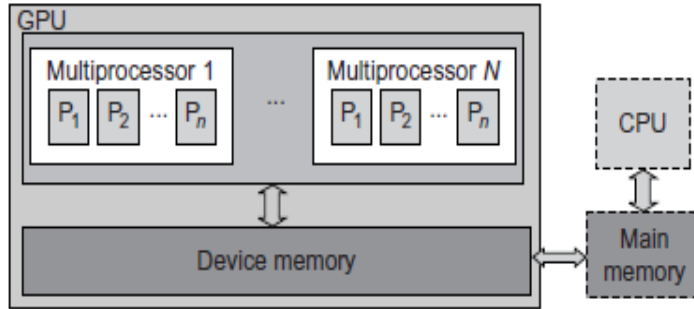 GPU
Multiprocessor 1
P1 P2 ... Pn
...
Multiprocessor N
P1 P2 ... Pn
CPU
Device memory
Main
memory